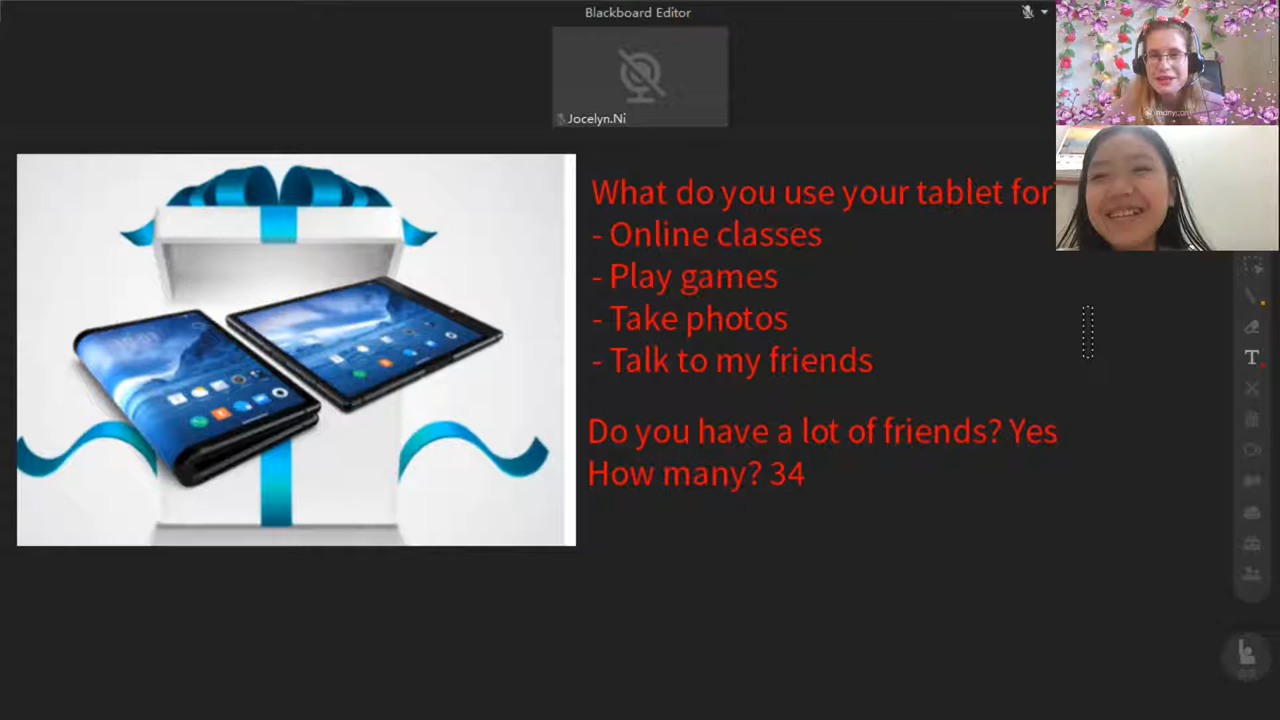 Blackboard Editor
Jocelyn.Ni
What do you use your tablet for
- Online classes
- Play games
- Take photos
- Talk to my friends
Do you have a lot of friends? Yes
How many? 34
manycam
T